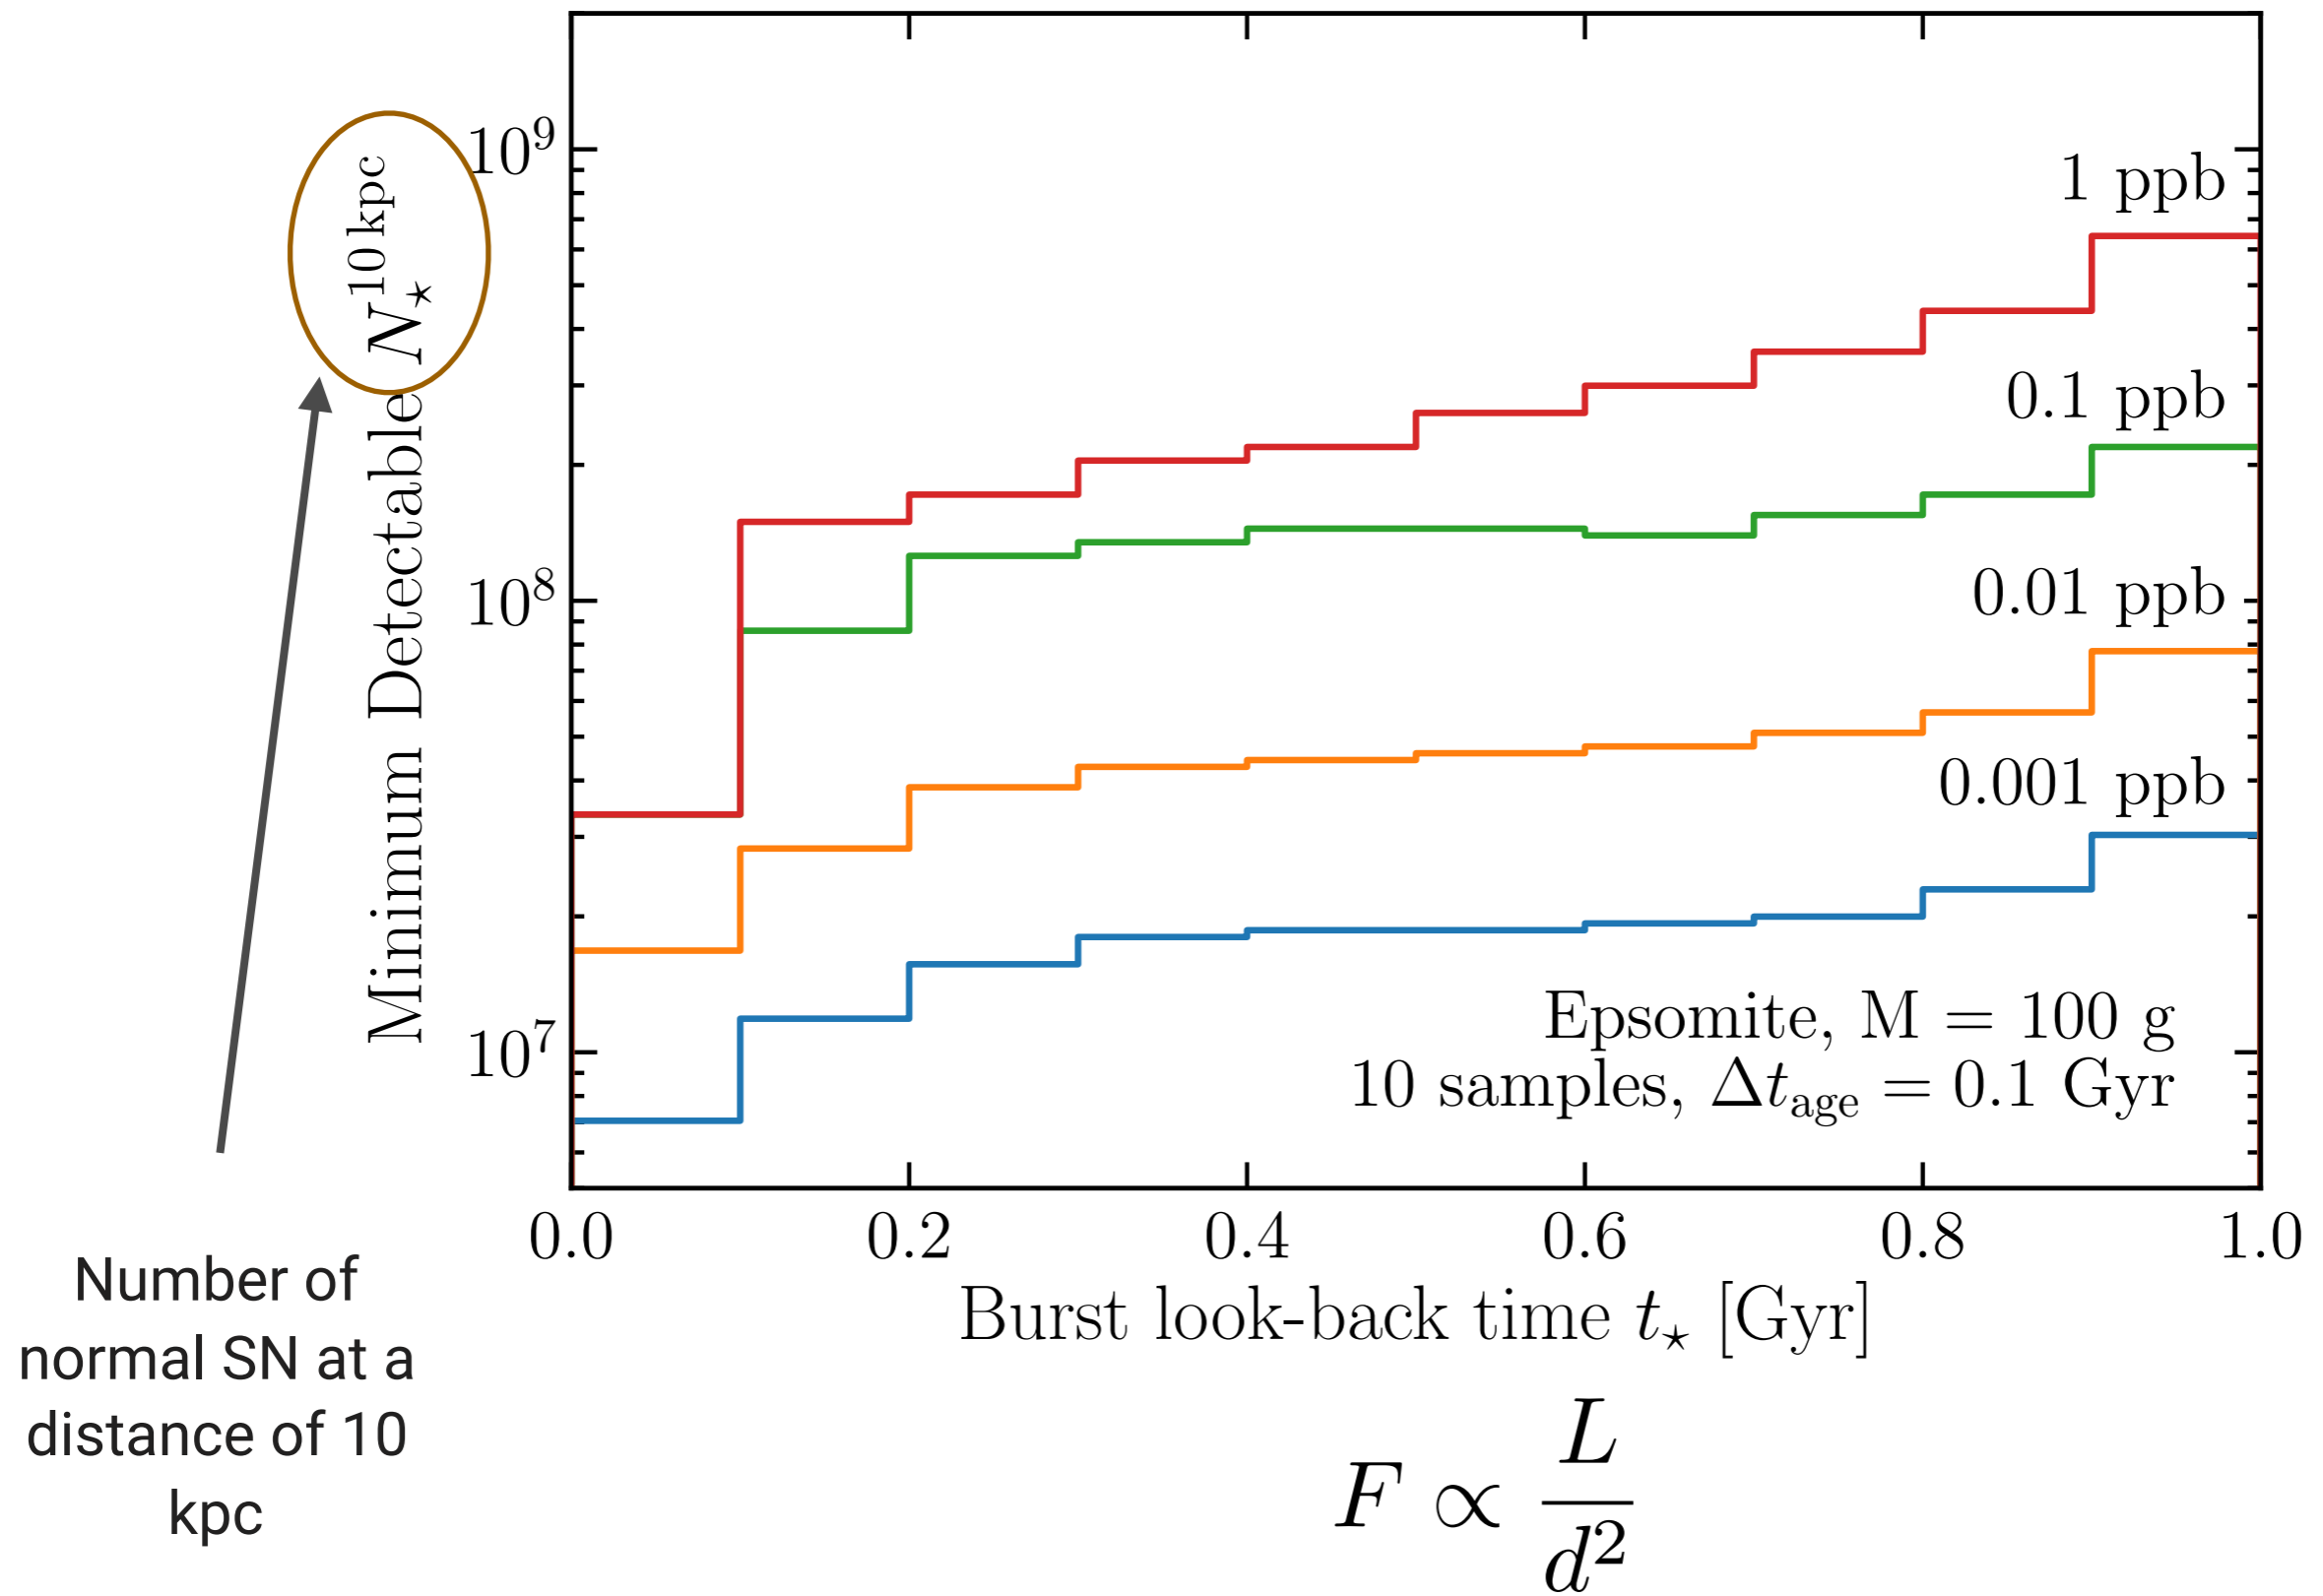 Minimum Detectable N⋆^{10 kpc}
10^9
10^8
10^7
1 ppb
0.1 ppb
0.01 ppb
0.001 ppb
Epsomite, M = 100 g
10 samples, Δt_age = 0.1 Gyr
0.0 0.2 0.4 0.6 0.8 1.0
Burst look-back time t⋆ [Gyr]
Number of
normal SN at a
distance of 10
kpc
F ∝ L/d^2